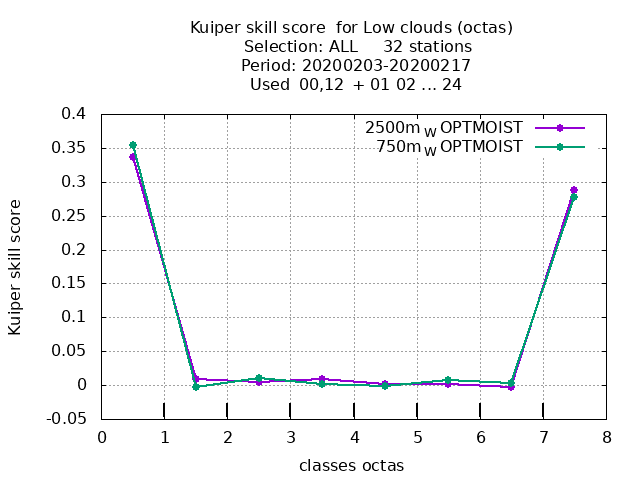 Kuiper skill score  for Low clouds (octas)
Selection: ALL     32 stations
Period: 20200203-20200217
Used  00,12  + 01 02 ... 24
2500m W OPTMOIST
750m W OPTMOIST
0.4
0.35
0.3
0.25
0.2
0.15
0.1
0.05
0
-0.05
Kuiper skill score
0 1 2 3 4 5 6 7 8
classes octas